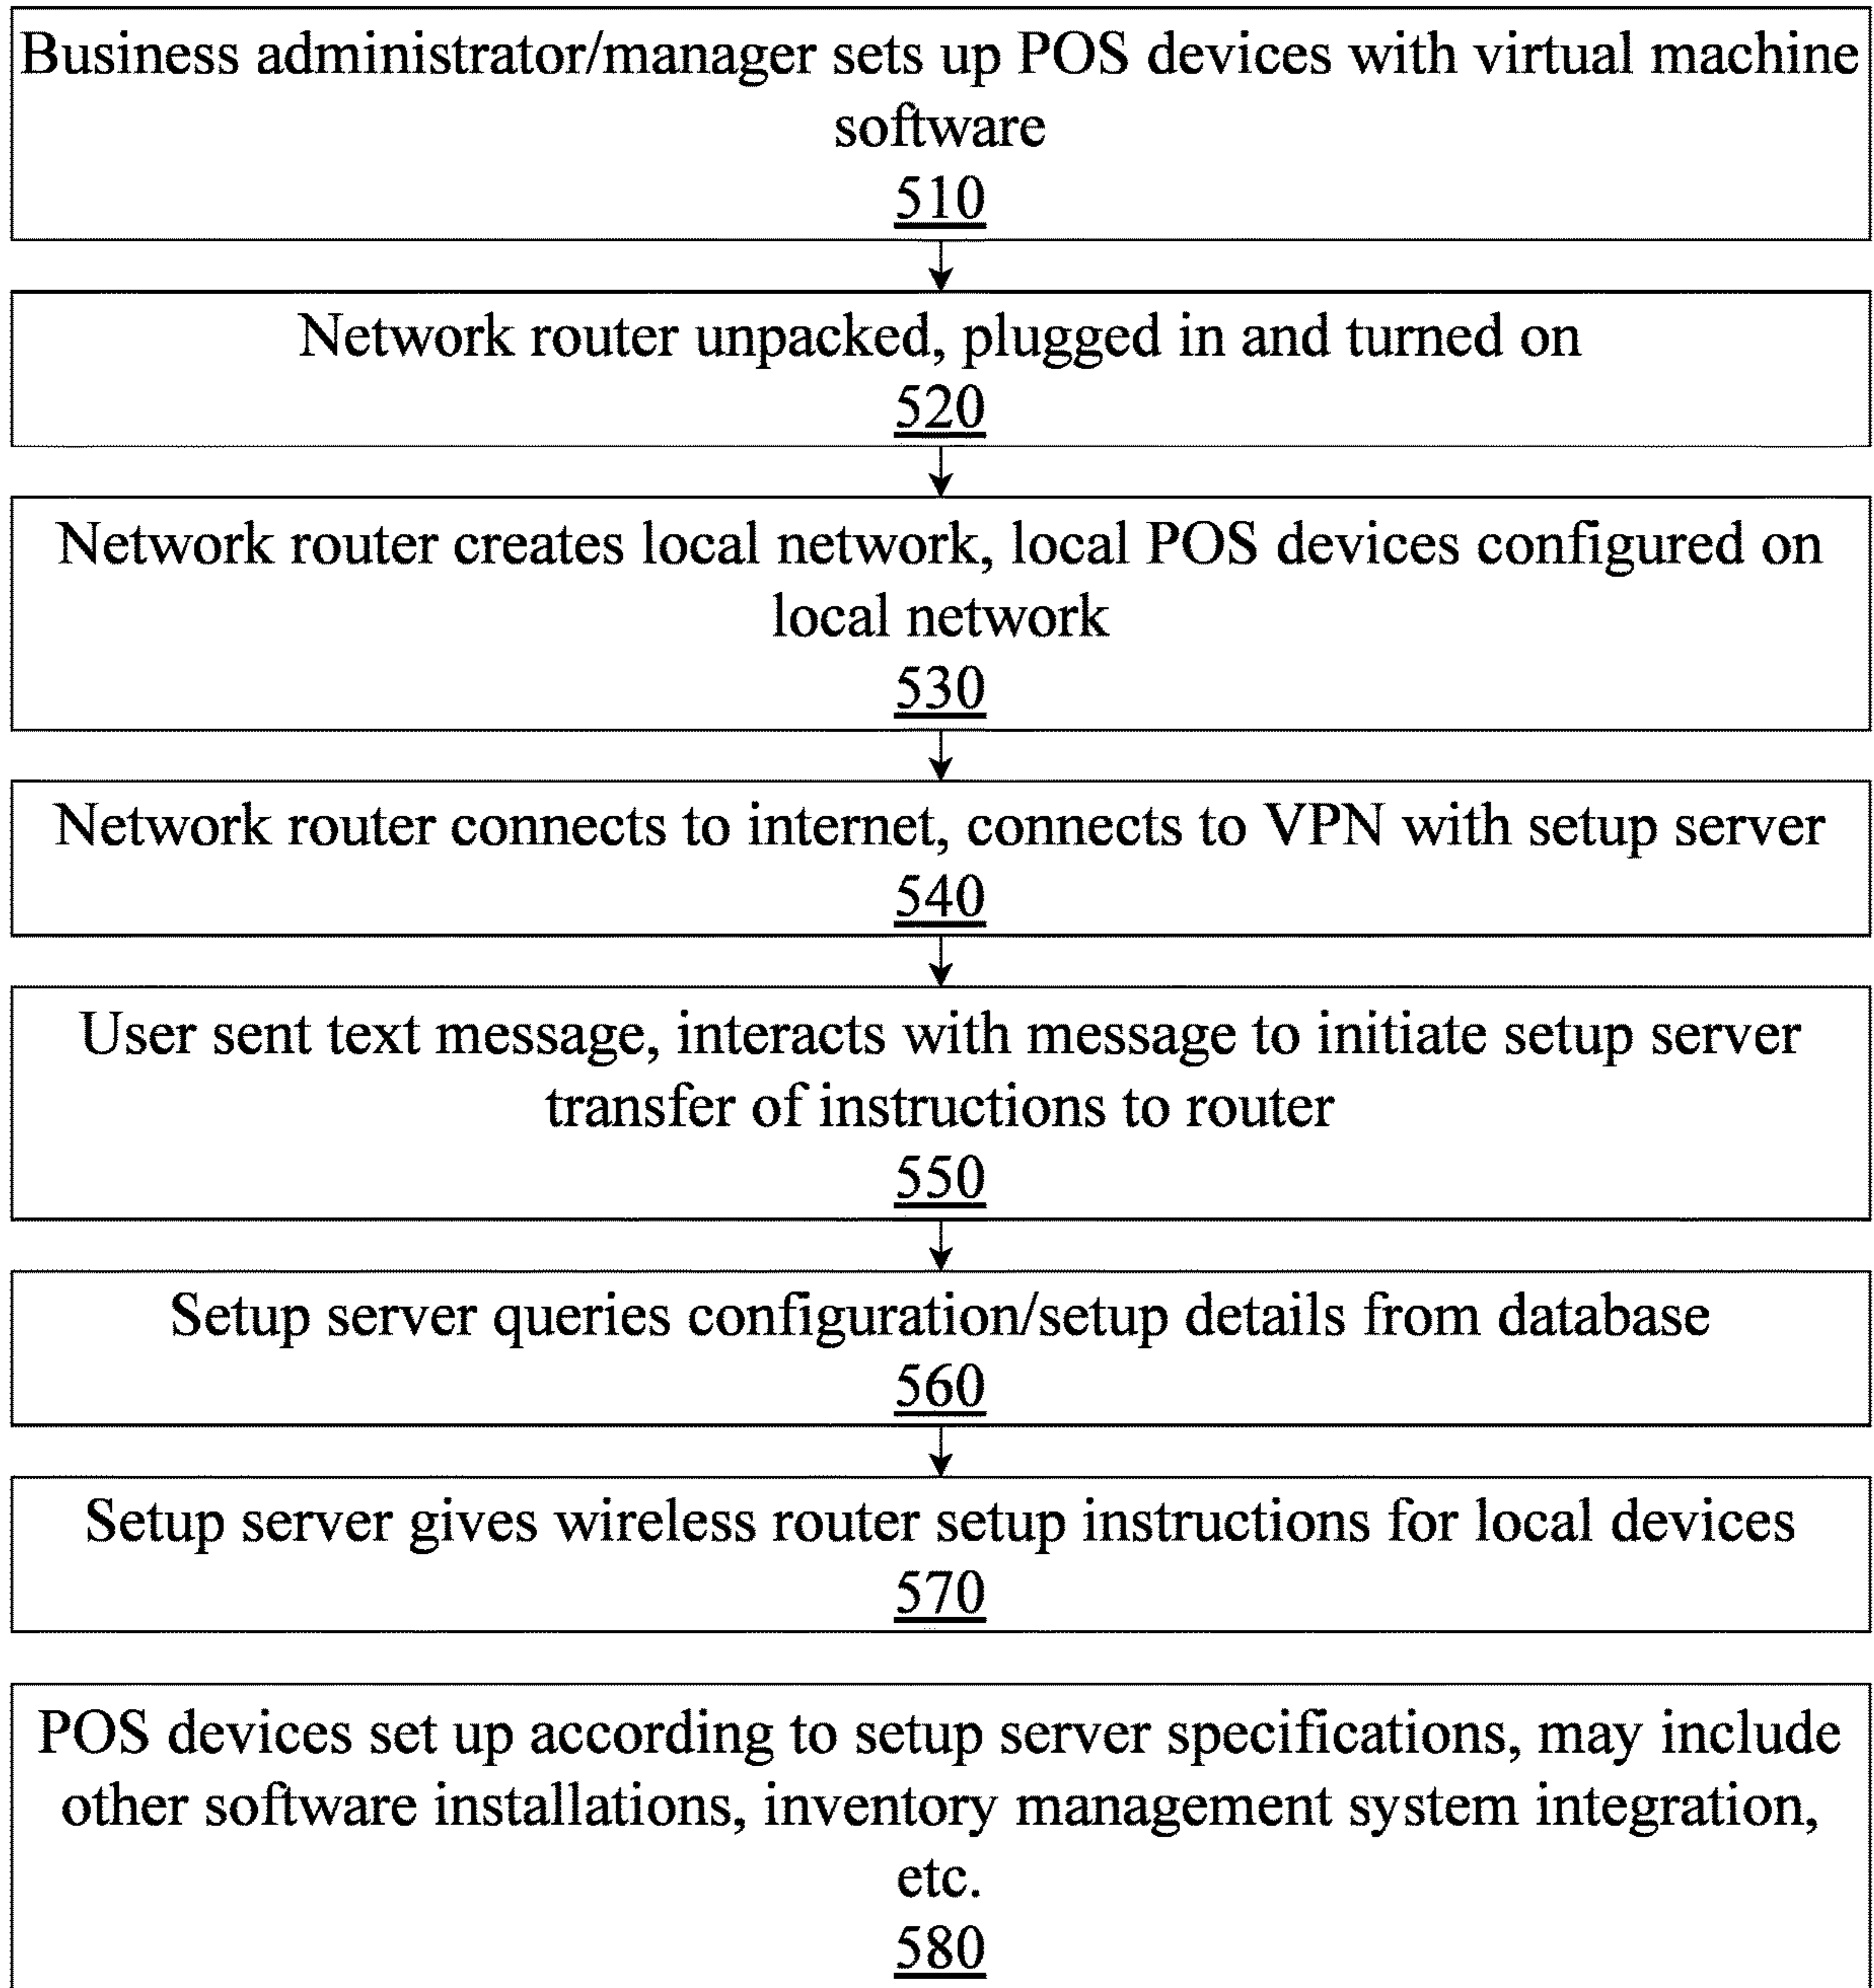 Business administrator/manager sets up POS devices with virtual machine
software
510
Network router unpacked, plugged in and turned on
520
Network router creates local network, local POS devices configured on
local network
530
Network router connects to internet, connects to VPN with setup server
540
User sent text message, interacts with message to initiate setup server
transfer of instructions to router
550
Setup server queries configuration/setup details from database
560
Setup server gives wireless router setup instructions for local devices
570
POS devices set up according to setup server specifications, may include
other software installations, inventory management system integration,
etc.
580